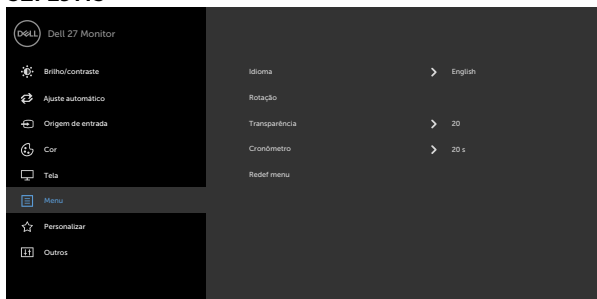 DELL Dell 27 Monitor
Brilho/contraste Idioma English
Ajuste automático Rotação
Origem de entrada Transparência 20
Cor Cronômetro 20 s
Tela Redef menu
Menu
Personalizar
Outros